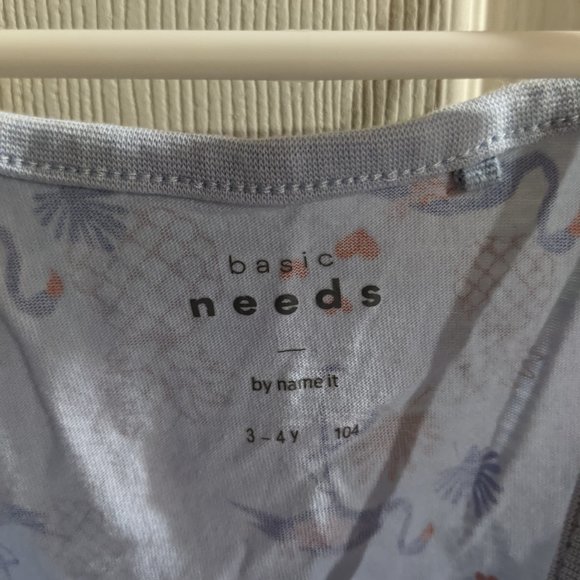 basic
needs
by name it
3 – 4 y 104